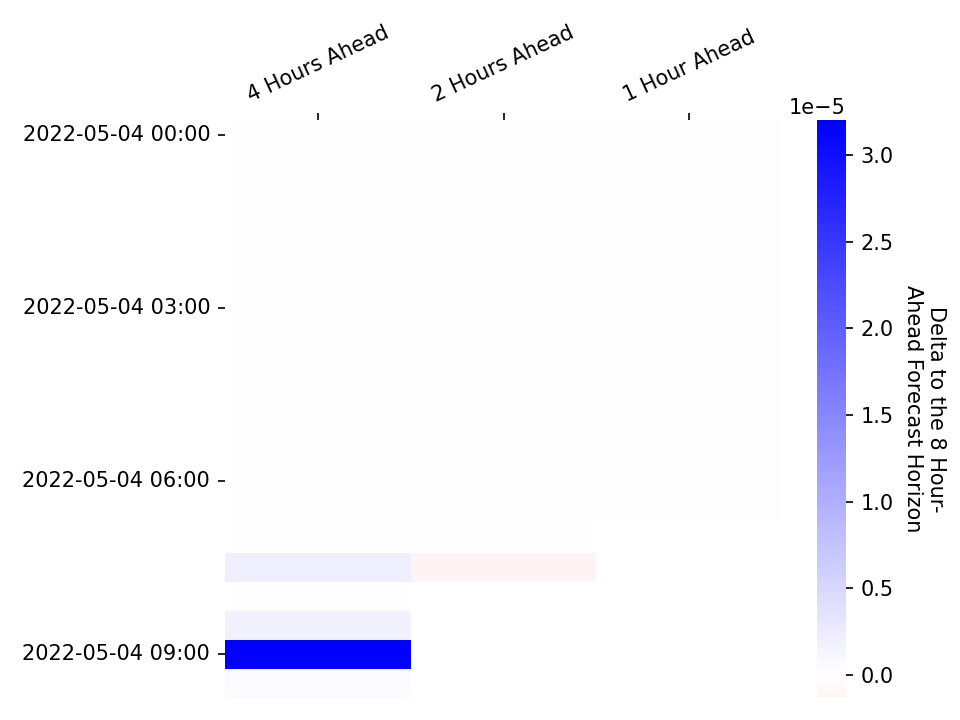 4 Hours Ahead
2 Hours Ahead
1 Hour Ahead
1e−5
2022-05-04 00:00
2022-05-04 03:00
2022-05-04 06:00
2022-05-04 09:00
3.0
2.5
2.0
1.5
1.0
0.5
0.0
Delta to the 8 Hour-
Ahead Forecast Horizon